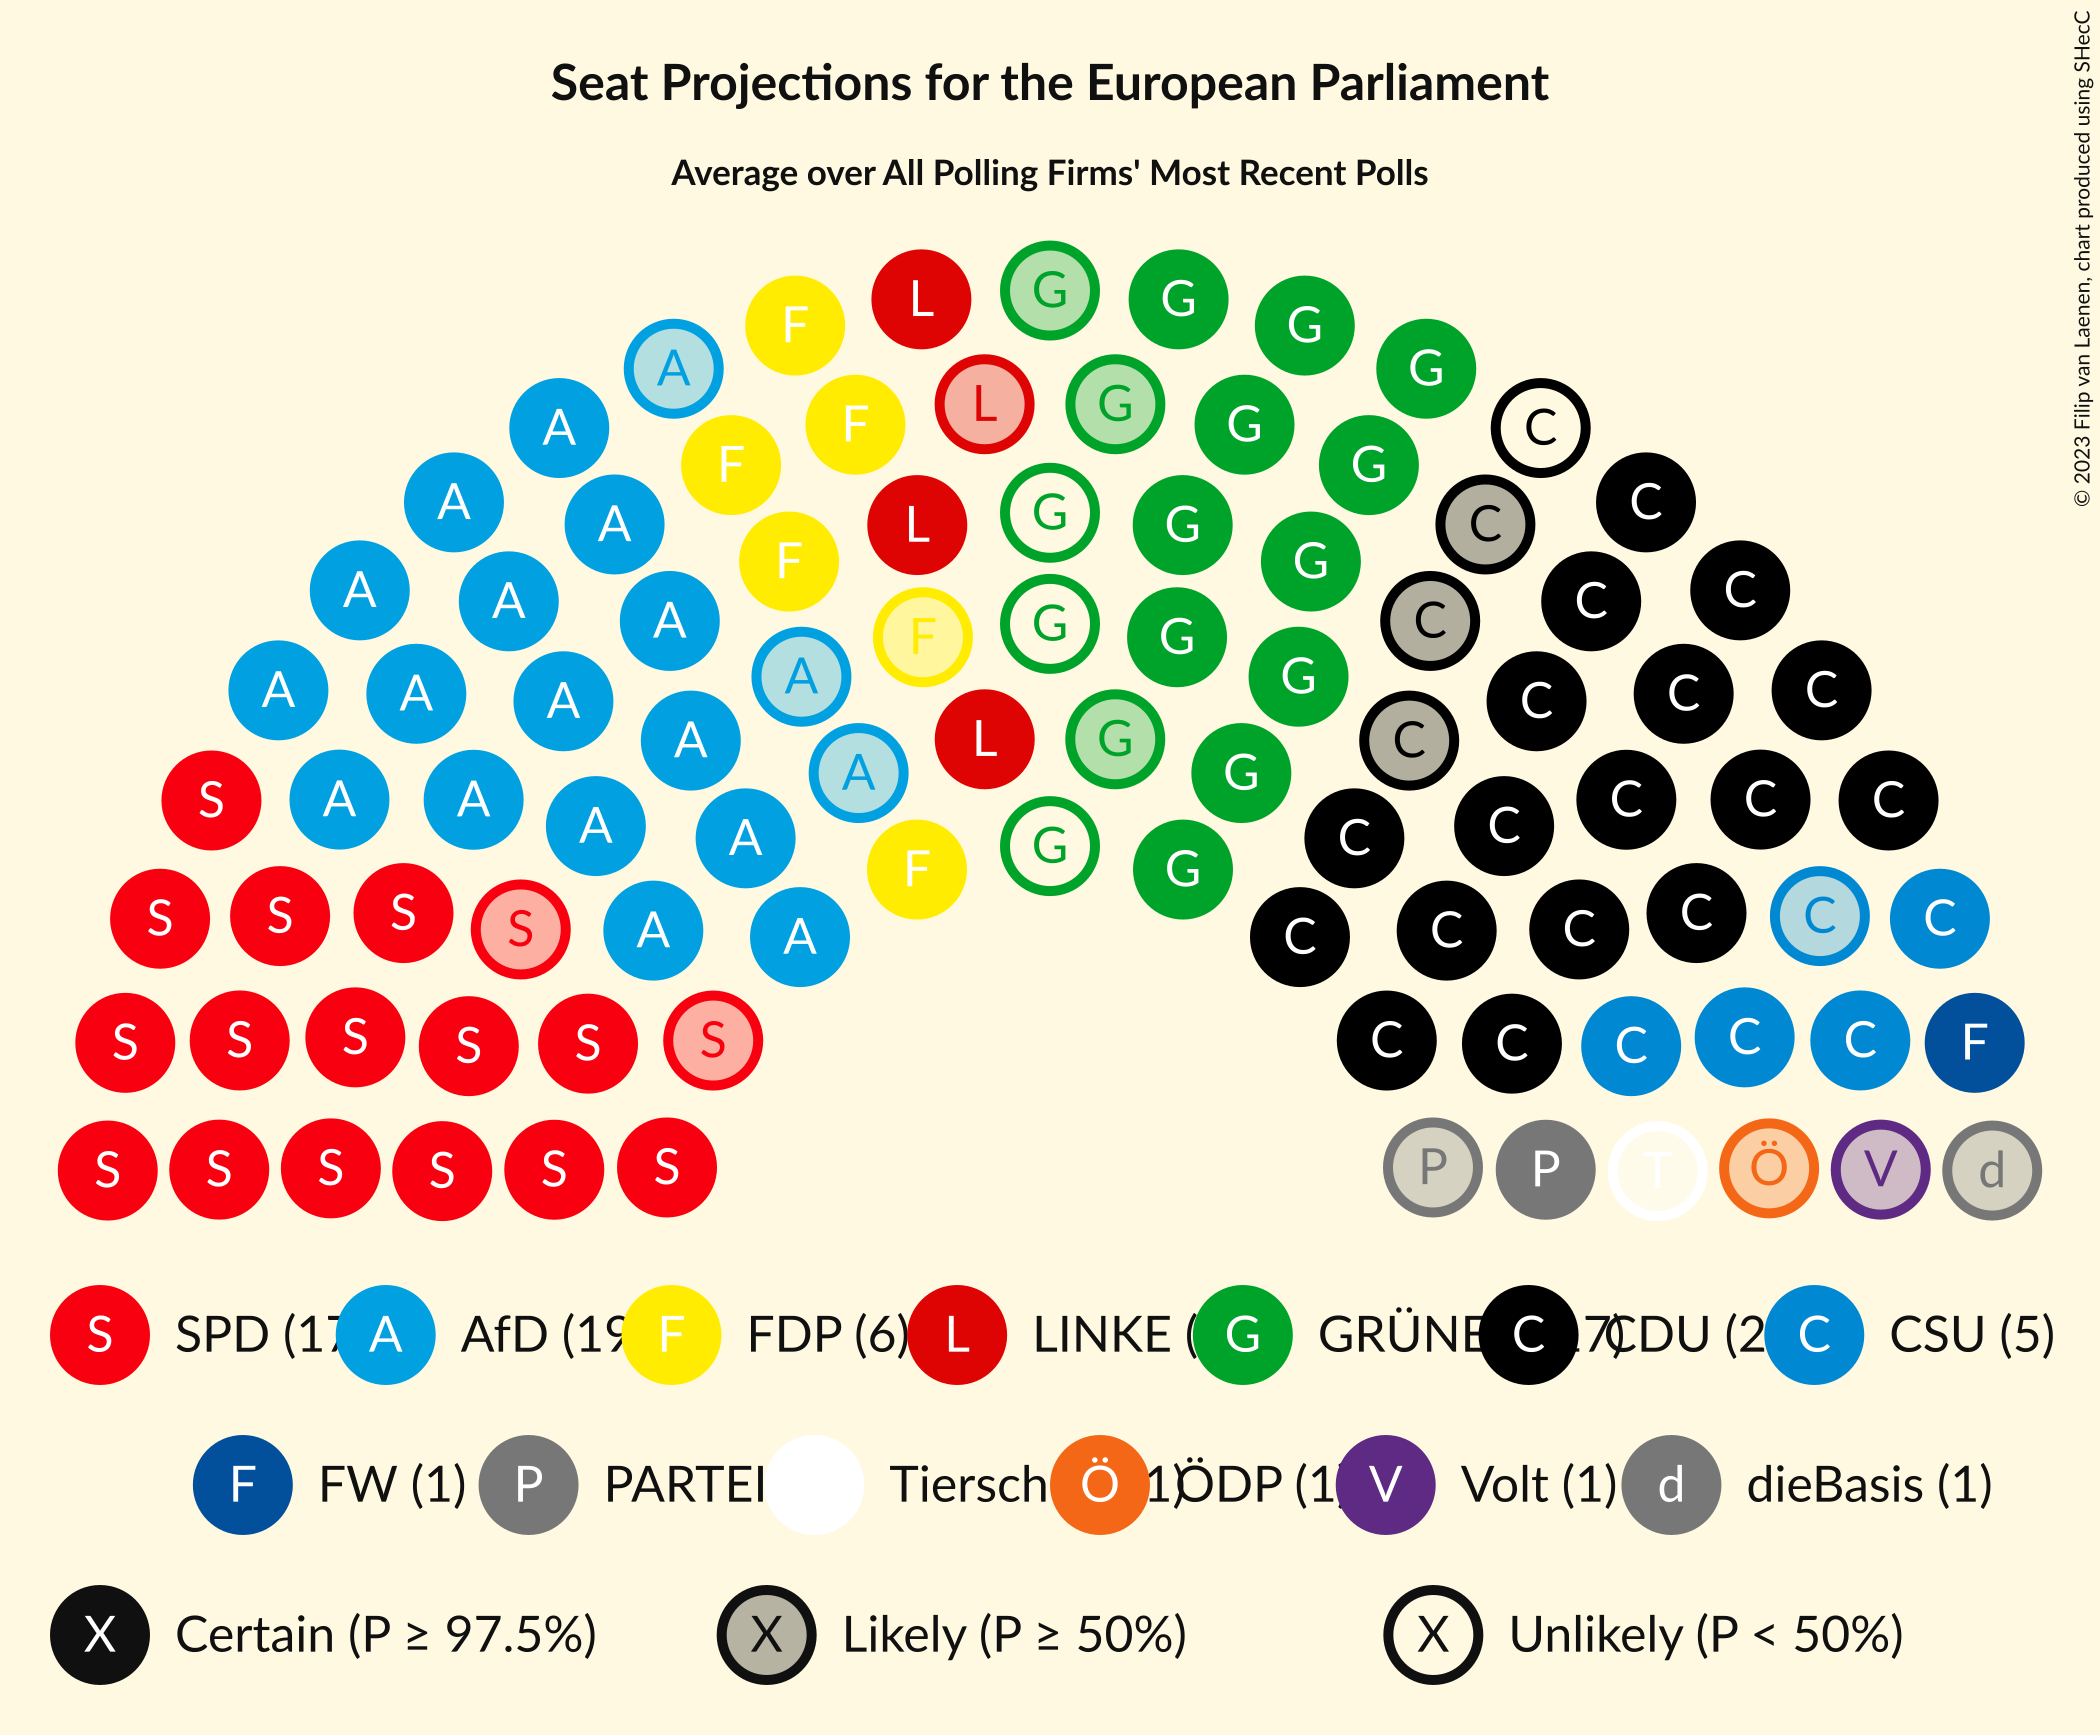 Seat Projections for the European Parliament
Average over All Polling Firms' Most Recent Polls
© 2023 Filip van Laenen, chart produced using SHecC
F L G G G
A G
A F L G G C
F G
A A L G G C C
A A F G C C
A F G G C
A A A A G C C C
A L G C
S A A A G C C C
A A C C
F G G
S S S S A A C C C C C C
S S S S S S C C C C C F
S S S S S S P P T Ö V d
S SPD (17 A AfD (19 F FDP (6) L LINKE ( G GRÜNE 7) C CDU (2 C CSU (5)
F FW (1) P PARTEI Tiersch 1) Ö ÖDP (1) V Volt (1) d dieBasis (1)
X Certain (P ≥ 97.5%) X Likely (P ≥ 50%) X Unlikely (P < 50%)